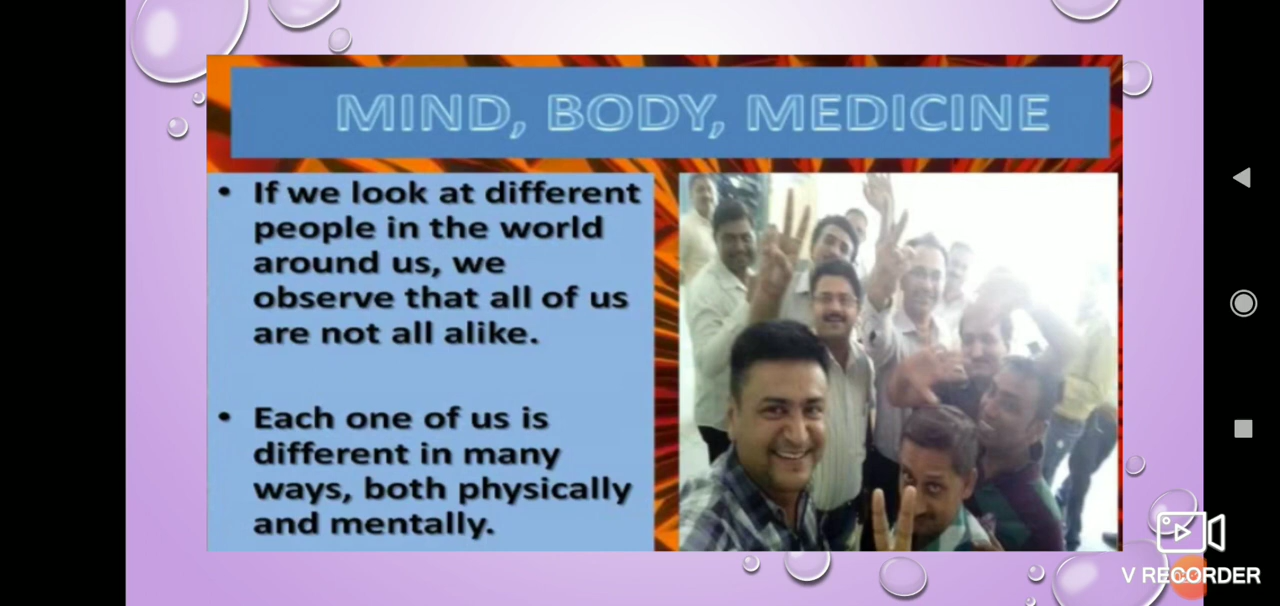 MIND, BODY, MEDICINE
• If we look at different
people in the world
around us, we
observe that all of us
are not all alike.
• Each one of us is
different in many
ways, both physically
and mentally.
V RECORDER